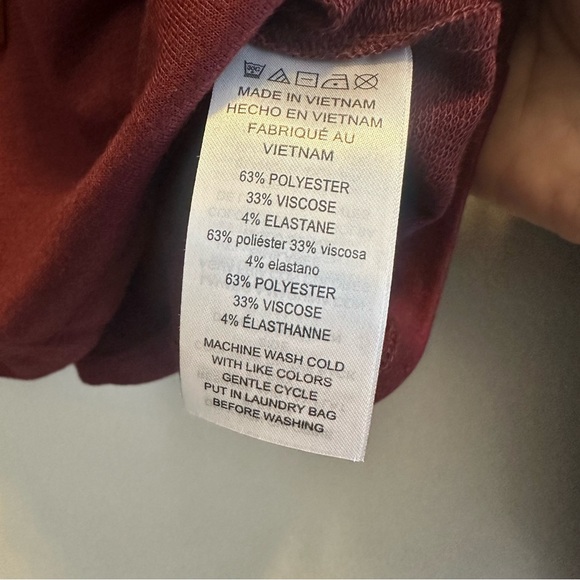 MADE IN VIETNAM
HECHO EN VIETNAM
FABRIQUÉ AU
VIETNAM
63% POLYESTER
33% VISCOSE
4% ELASTANE
63% poliéster 33% viscosa
4% elastano
63% POLYESTER
33% VISCOSE
4% ÉLASTHANNE
MACHINE WASH COLD
WITH LIKE COLORS
GENTLE CYCLE
PUT IN LAUNDRY BAG
BEFORE WASHING